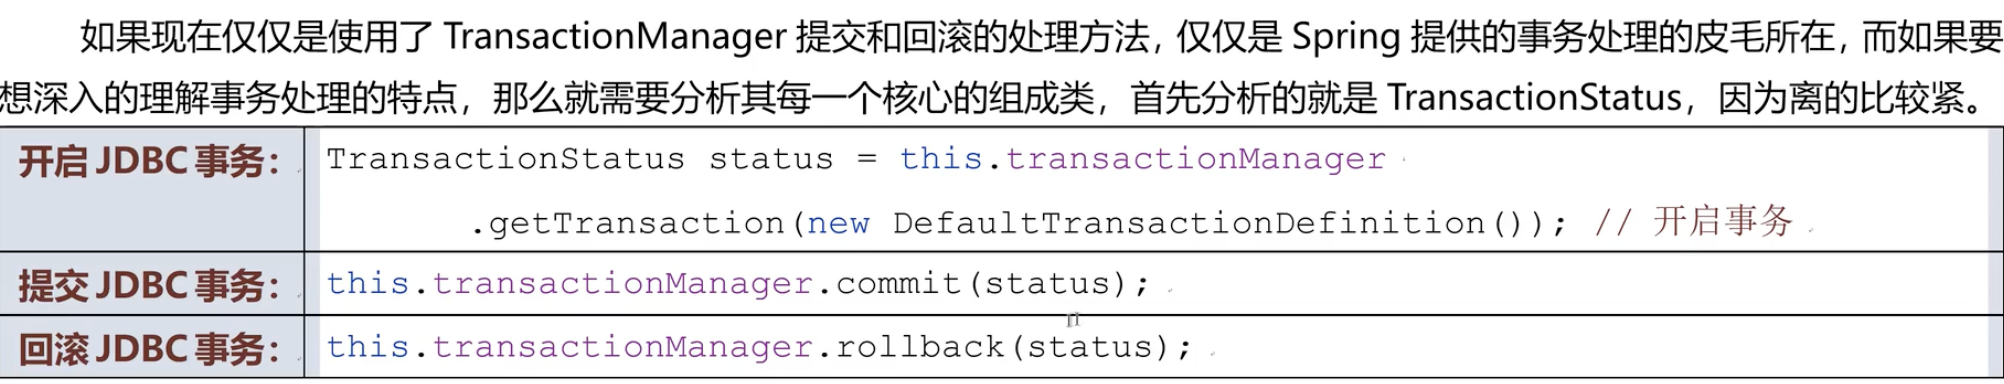 如果现在仅仅是使用了 TransactionManager 提交和回滚的处理方法，仅仅是 Spring 提供的事务处理的皮毛所在，而如果要
想深入的理解事务处理的特点，那么就需要分析其每一个核心的组成类，首先分析的就是 TransactionStatus，因为离的比较紧。
开启 JDBC 事务： TransactionStatus status = this.transactionManager
.getTransaction(new DefaultTransactionDefinition()); // 开启事务
提交 JDBC 事务： this.transactionManager.commit(status);
回滚 JDBC 事务： this.transactionManager.rollback(status);